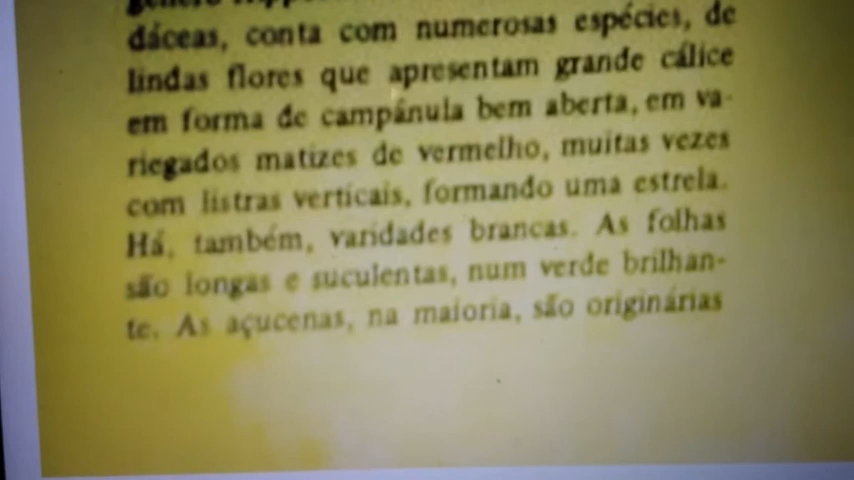 gênero
dáceas, conta com numerosas espécies, de
lindas flores que apresentam grande cálice
em forma de campânula bem aberta, em va-
riegados matizes de vermelho, muitas vezes
com listras verticais, formando uma estrela.
Há, também, varidades brancas. As folhas
são longas e suculentas, num verde brilhan-
te. As açucenas, na maioria, são originárias